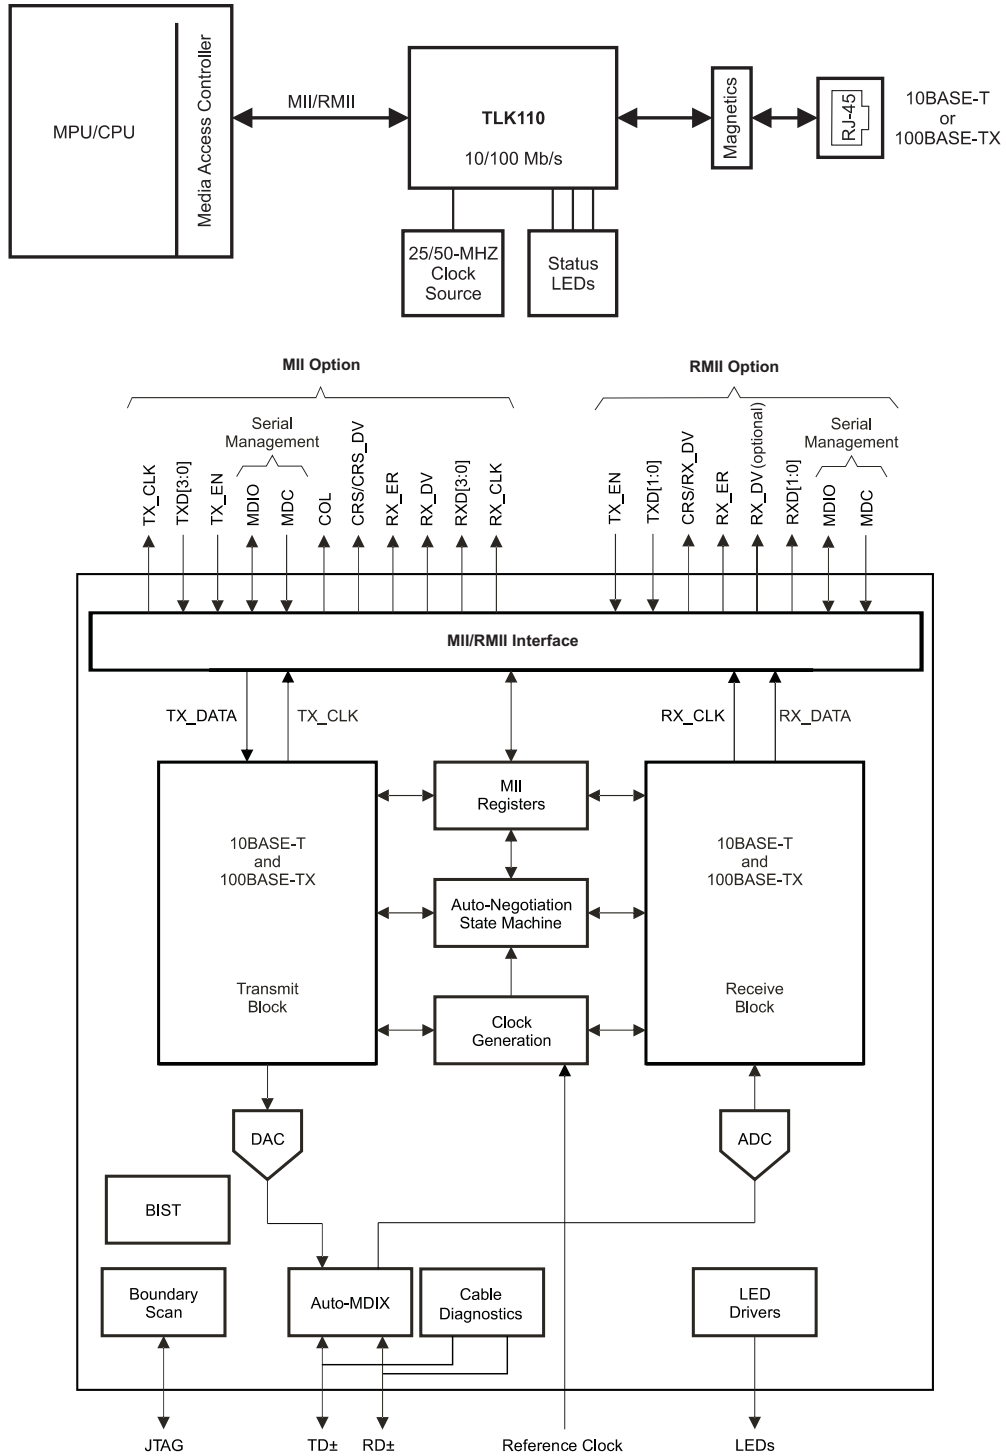 MPU/CPU
Media Access Controller
MII/RMII
TLK110
10/100 Mb/s
Magnetics
RJ-45
10BASE-T
or
100BASE-TX
25/50-MHZ
Clock
Source
Status
LEDs
MII Option
RMII Option
Serial
Management
Serial
Management
TX_CLK
TXD[3:0]
TX_EN
MDIO
MDC
COL
CRS/CRS_DV
RX_ER
RX_DV
RXD[3:0]
RX_CLK
TX_EN
TXD[1:0]
CRS/RX_DV
RX_ER
RX_DV (optional)
RXD[1:0]
MDIO
MDC
MII/RMII Interface
TX_DATA
TX_CLK
RX_CLK
RX_DATA
10BASE-T
and
100BASE-TX
Transmit
Block
MII
Registers
Auto-Negotiation
State Machine
Clock
Generation
10BASE-T
and
100BASE-TX
Receive
Block
DAC
ADC
BIST
Boundary
Scan
Auto-MDIX
Cable
Diagnostics
LED
Drivers
JTAG
TD±
RD±
Reference Clock
LEDs